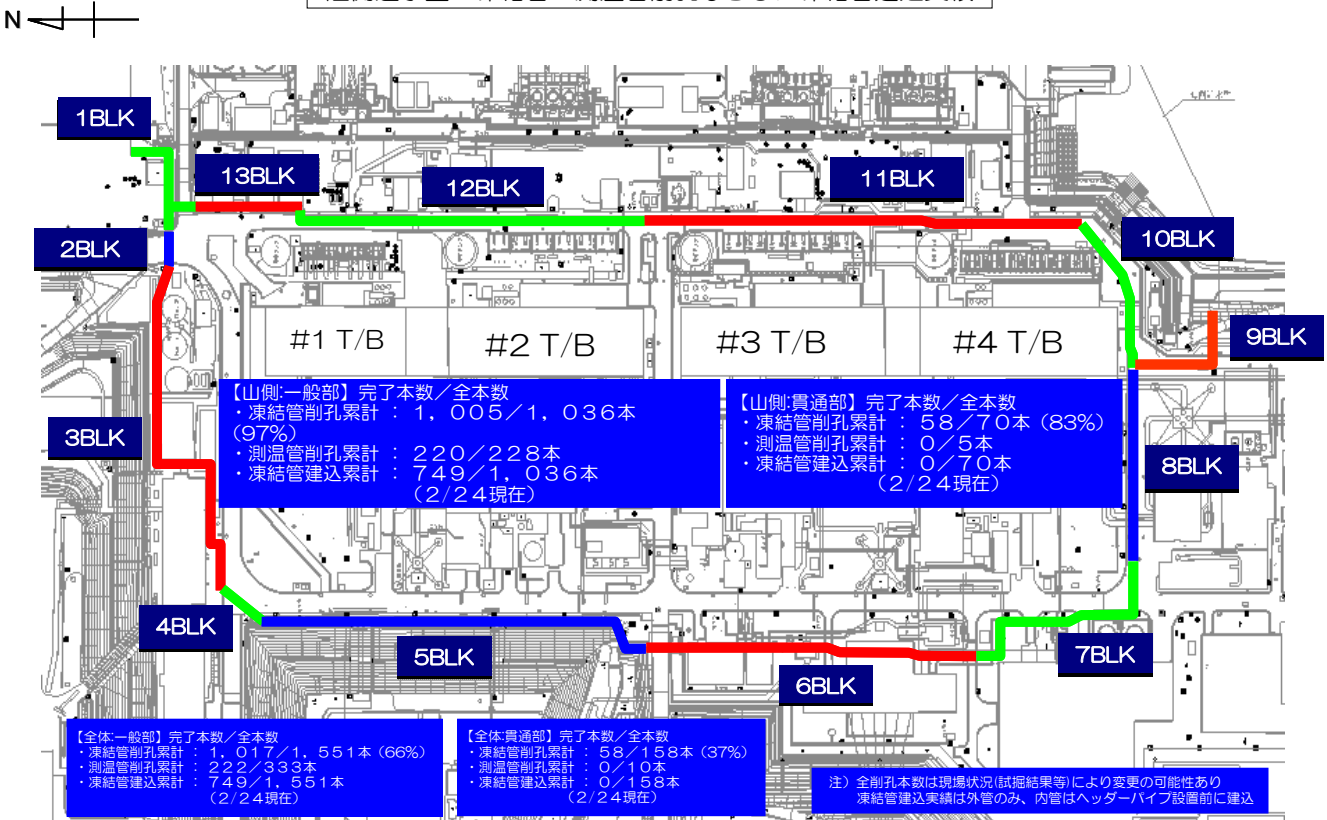 N
1BLK
13BLK
12BLK
11BLK
2BLK
10BLK
#1 T/B
#2 T/B
#3 T/B
#4 T/B
9BLK
【山側:一般部】完了本数／全本数
・凍結管削孔累計 ： 1，005／1，036本
(97%)
・測温管削孔累計 ： 220／228本
・凍結管建込累計 ： 749／1，036本
（2/24現在）
【山側:貫通部】完了本数／全本数
・凍結管削孔累計 ： 58／70本 (83%)
・測温管削孔累計 ： 0／5本
・凍結管建込累計 ： 0／70本
（2/24現在）
3BLK
8BLK
4BLK
5BLK
7BLK
6BLK
【全体:一般部】完了本数／全本数
・凍結管削孔累計 ： 1，017／1，551本 (66%)
・測温管削孔累計 ： 222／333本
・凍結管建込累計 ： 749／1，551本
（2/24現在）
【全体:貫通部】完了本数／全本数
・凍結管削孔累計 ： 58／158本 (37%)
・測温管削孔累計 ： 0／10本
・凍結管建込累計 ： 0／158本
（2/24現在）
注） 全削孔本数は現場状況(試掘結果等)により変更の可能性あり
凍結管建込実績は外管のみ、内管はヘッダーパイプ設置前に建込